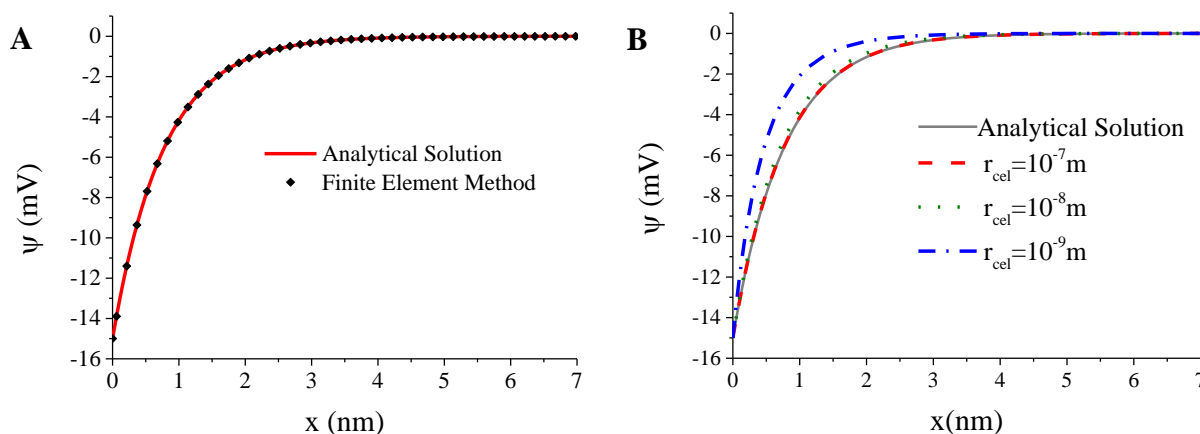 A
0
-2
-4
-6
-8
-10
-12
-14
-16
ψ (mV)
0 1 2 3 4 5 6 7
x (nm)
Analytical Solution
Finite Element Method
B
0
-2
-4
-6
-8
-10
-12
-14
-16
ψ (mV)
0 1 2 3 4 5 6 7
x(nm)
Analytical Solution
r_cel=10^-7m
r_cel=10^-8m
r_cel=10^-9m